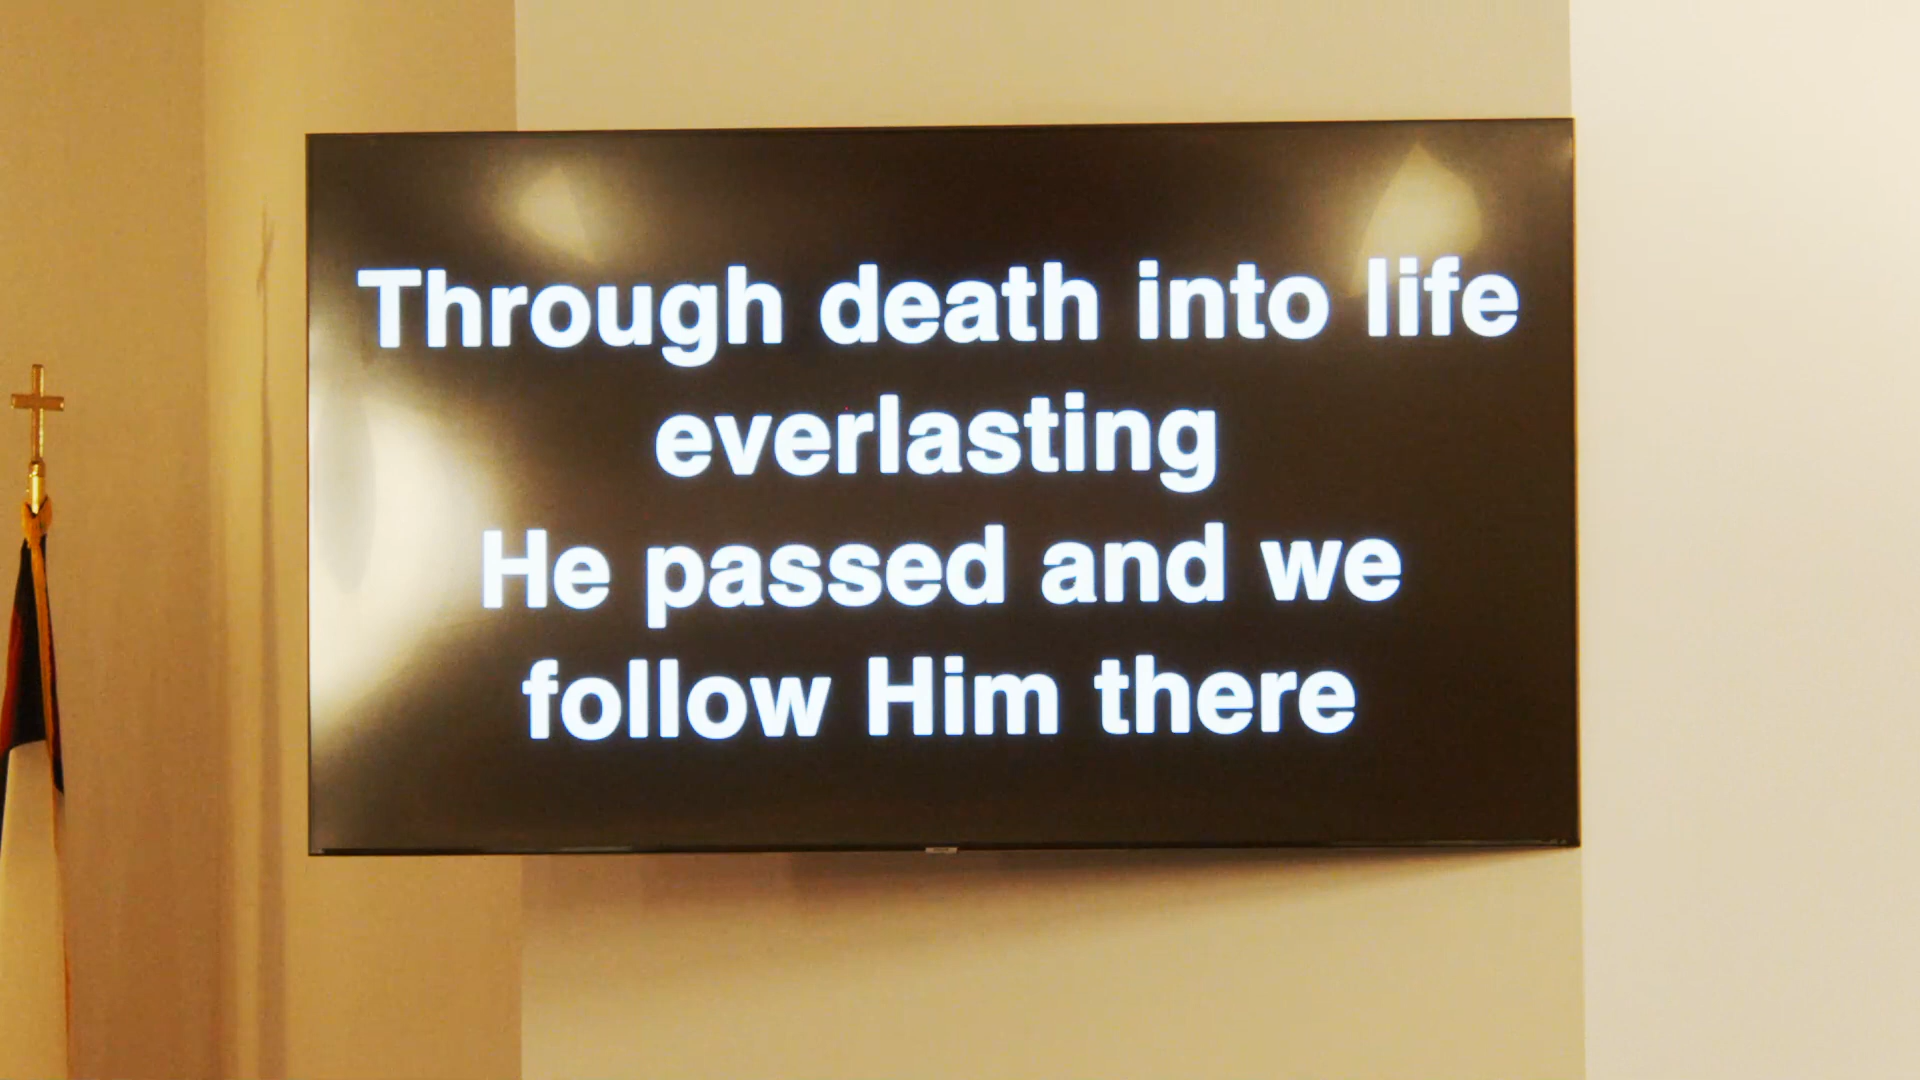 Through death into life
everlasting
He passed and we
follow Him there